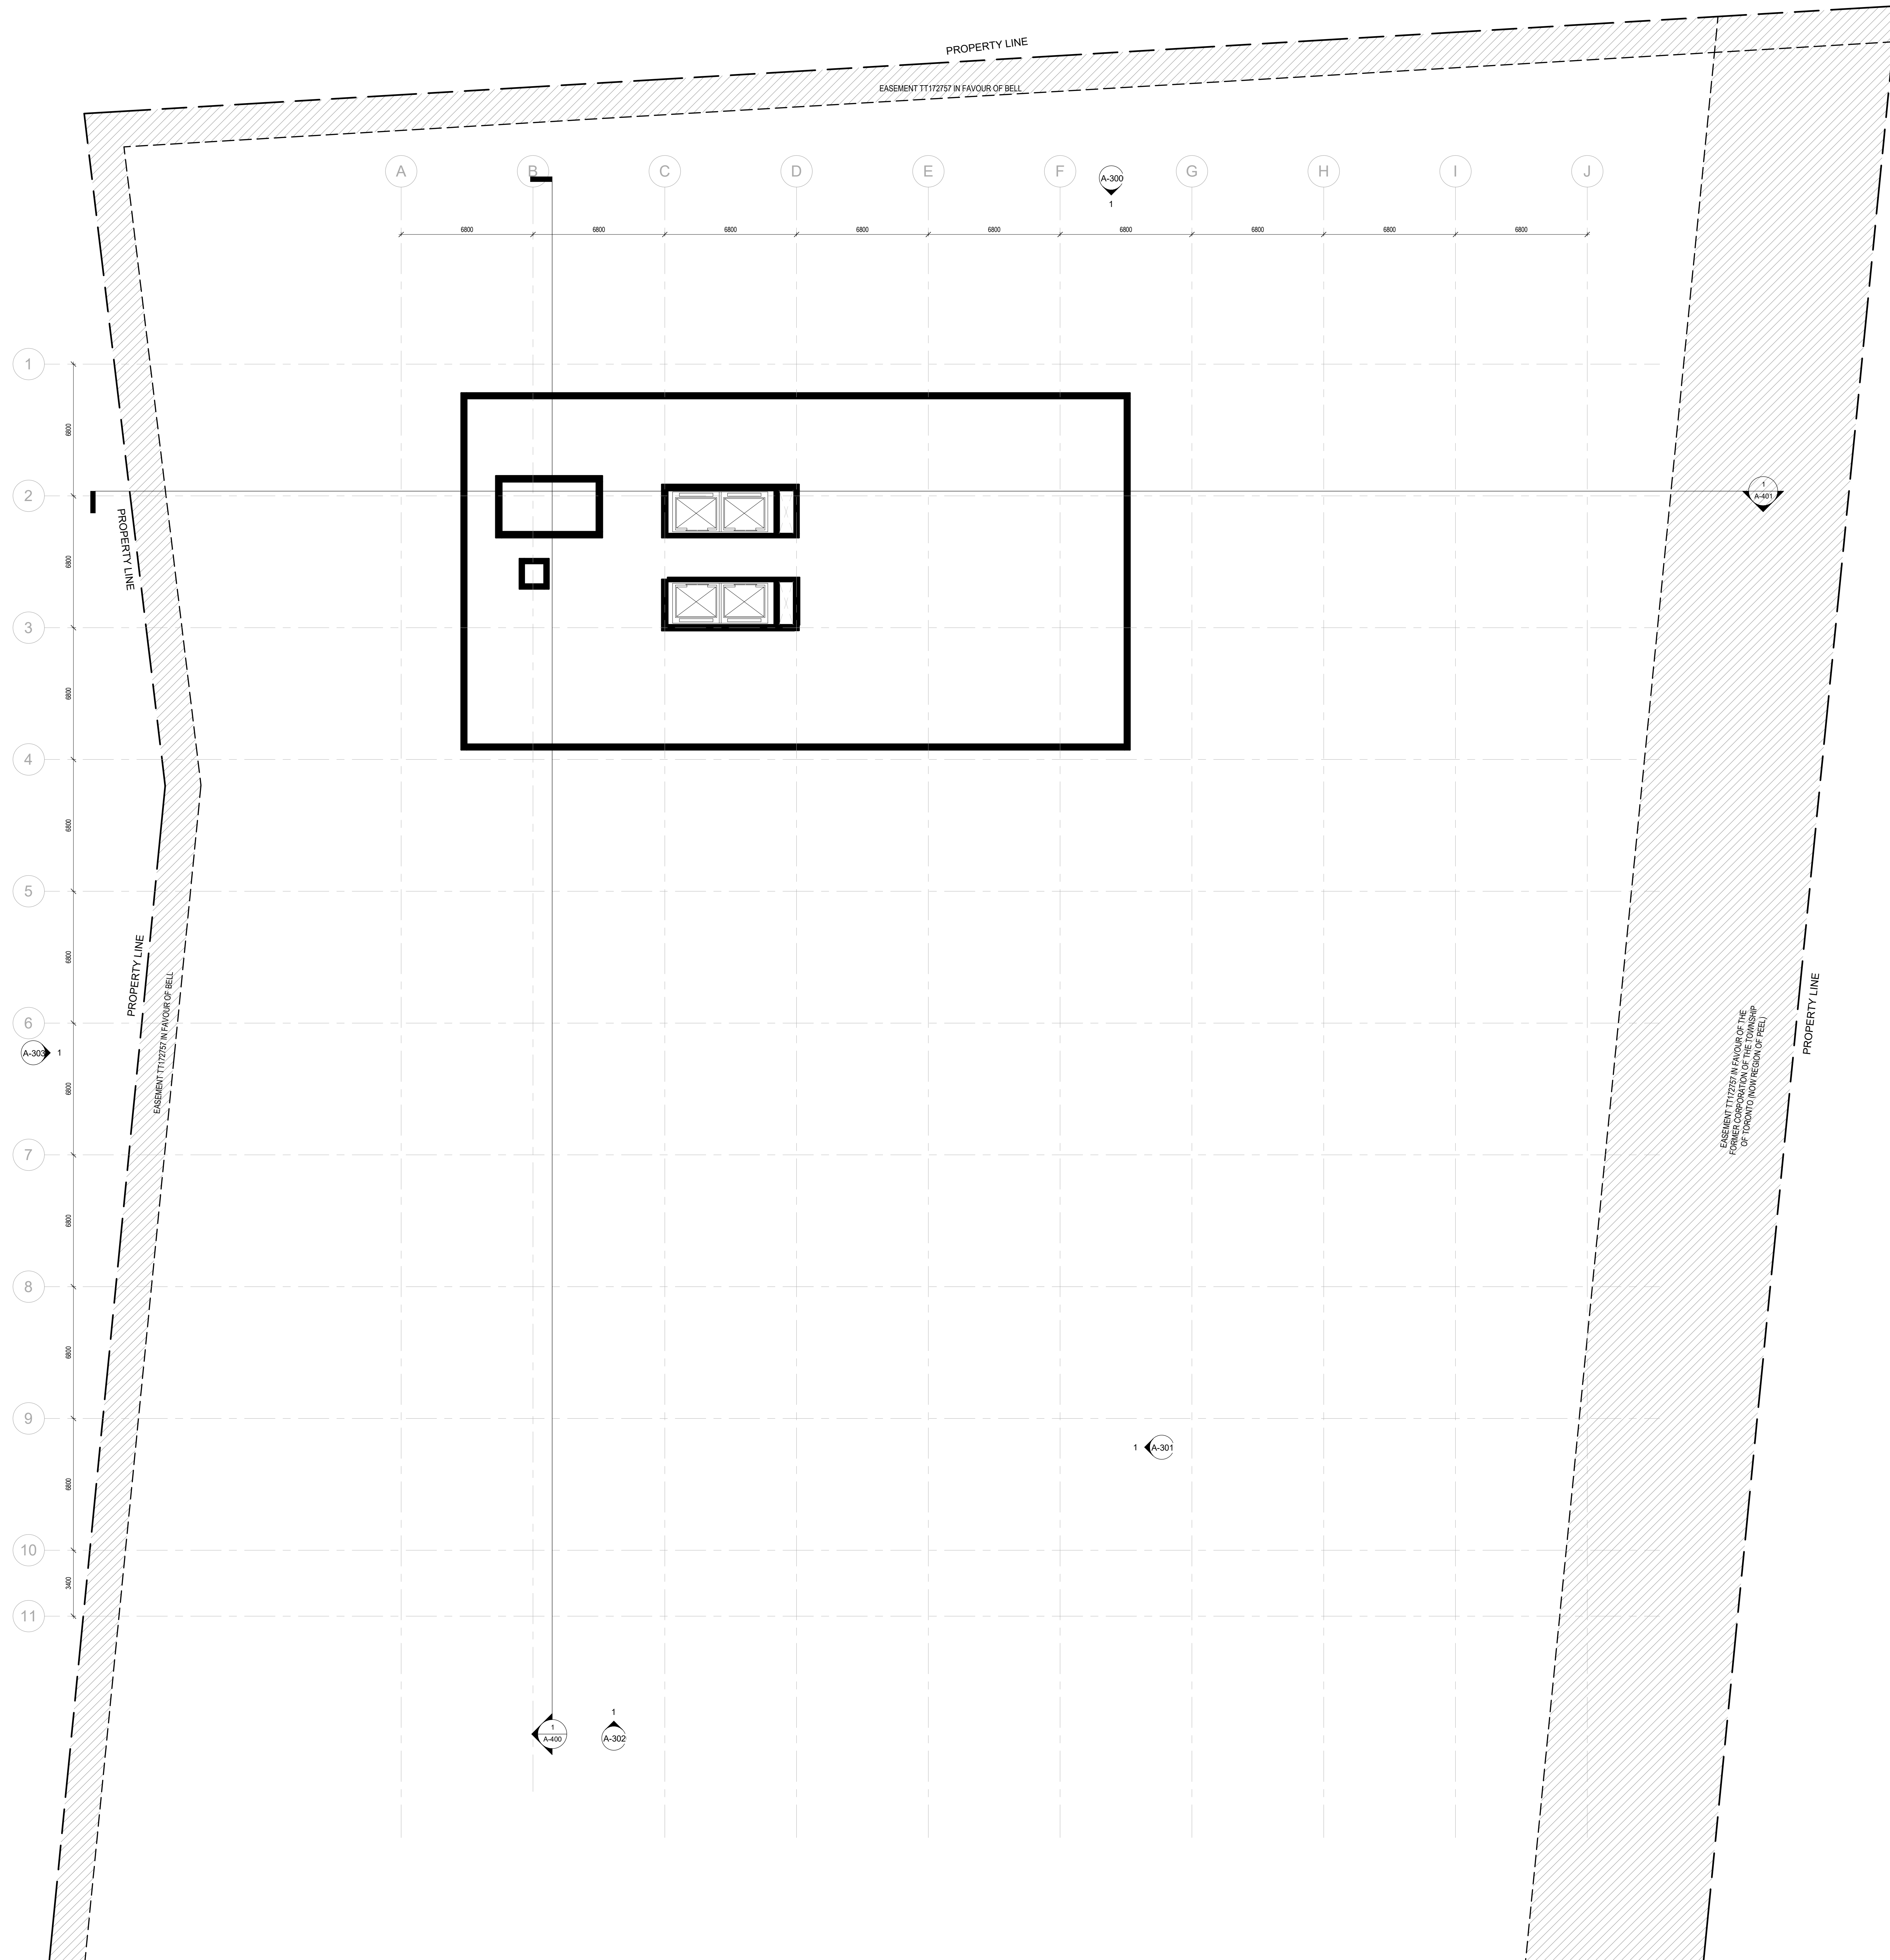 PROPERTY LINE
EASEMENT TT172757 IN FAVOUR OF BELL
A
B
C
D
E
F
G
H
I
J
A-300
1
6800
6800
6800
6800
6800
6800
6800
6800
6800
1
6800
2
1
A-401
PROPERTY LINE
6800
3
6800
4
6800
5
6800
PROPERTY LINE
EASEMENT TT172757 IN FAVOUR OF BELL
PROPERTY LINE
EASEMENT TT172757 IN FAVOUR OF THE
FORMER CORPORATION OF THE TOWNSHIP
OF TORONTO (NOW REGION OF PEEL)
6
A-303
1
6800
7
6800
8
6800
9
1
A-301
6800
10
3400
11
1
A-400
1
A-302